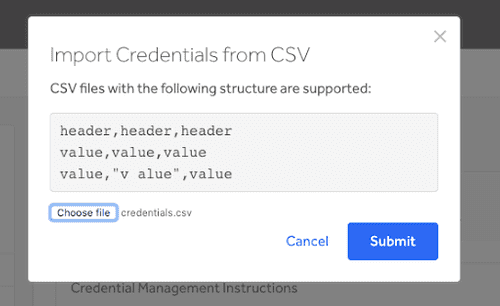 Import Credentials from CSV
CSV files with the following structure are supported:
header,header,header
value,value,value
value,"v alue",value
Choose file credentials.csv
Cancel Submit
Credential Management Instructions